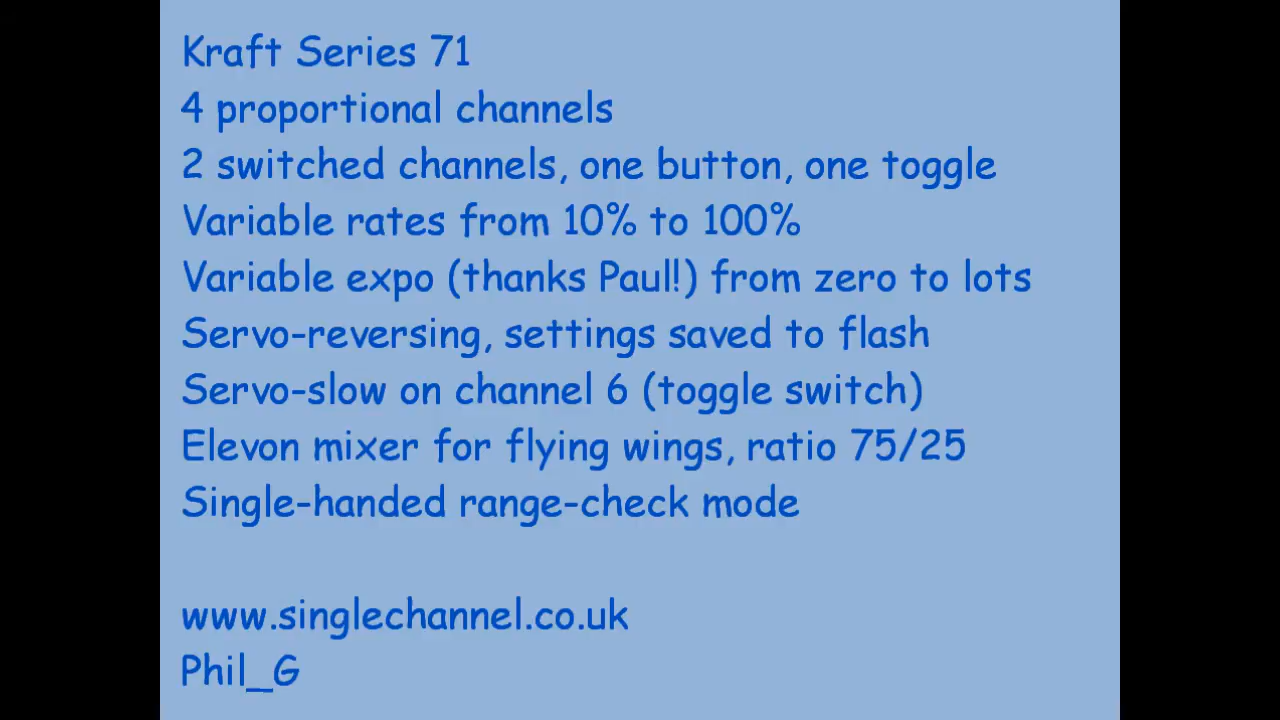 Kraft Series 71
4 proportional channels
2 switched channels, one button, one toggle
Variable rates from 10% to 100%
Variable expo (thanks Paul!) from zero to lots
Servo-reversing, settings saved to flash
Servo-slow on channel 6 (toggle switch)
Elevon mixer for flying wings, ratio 75/25
Single-handed range-check mode
www.singlechannel.co.uk
Phil_G